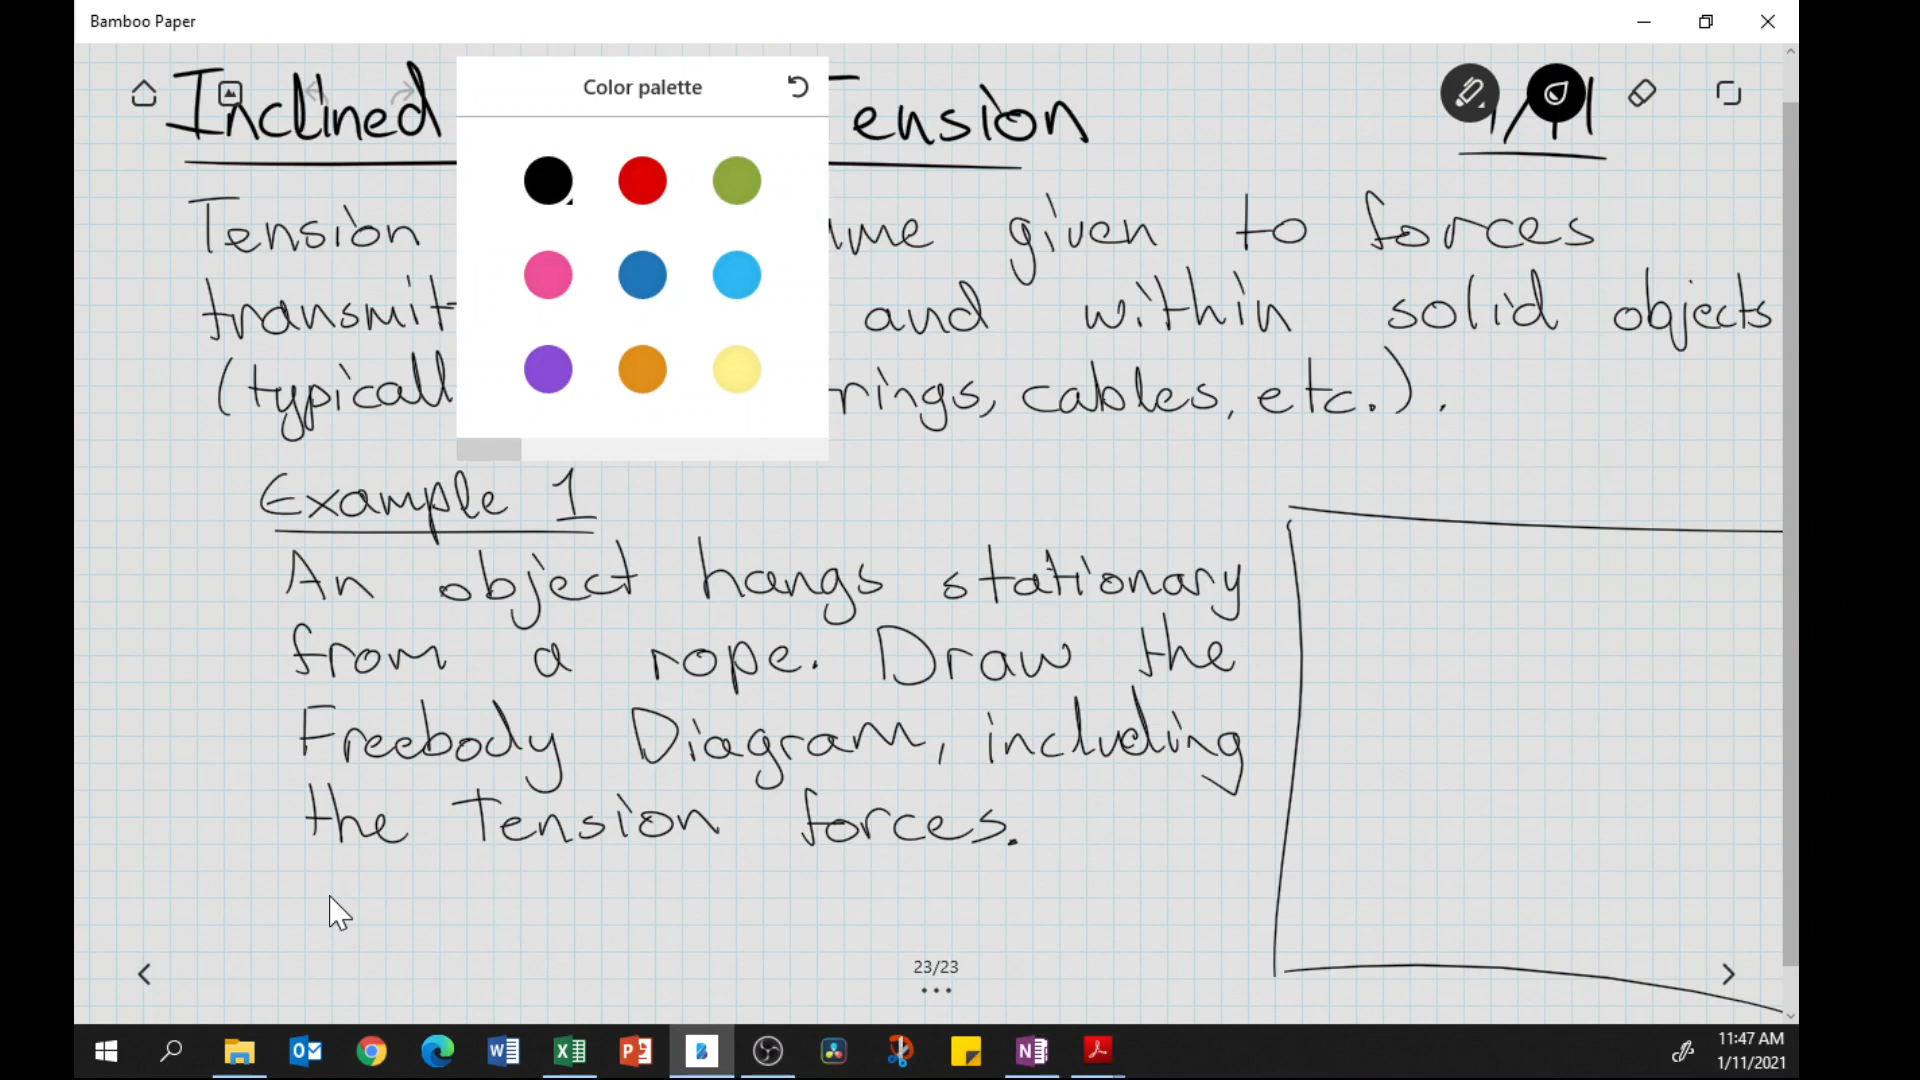 Bamboo Paper
Color palette
Inclined Tension
Tension given to forces
transmit and within solid objects
(typicall rings, cables, etc.).
Example 1
An object hangs stationary
from a rope. Draw the
Freebody Diagram, including
the Tension forces.
23/23
11:47 AM
1/11/2021